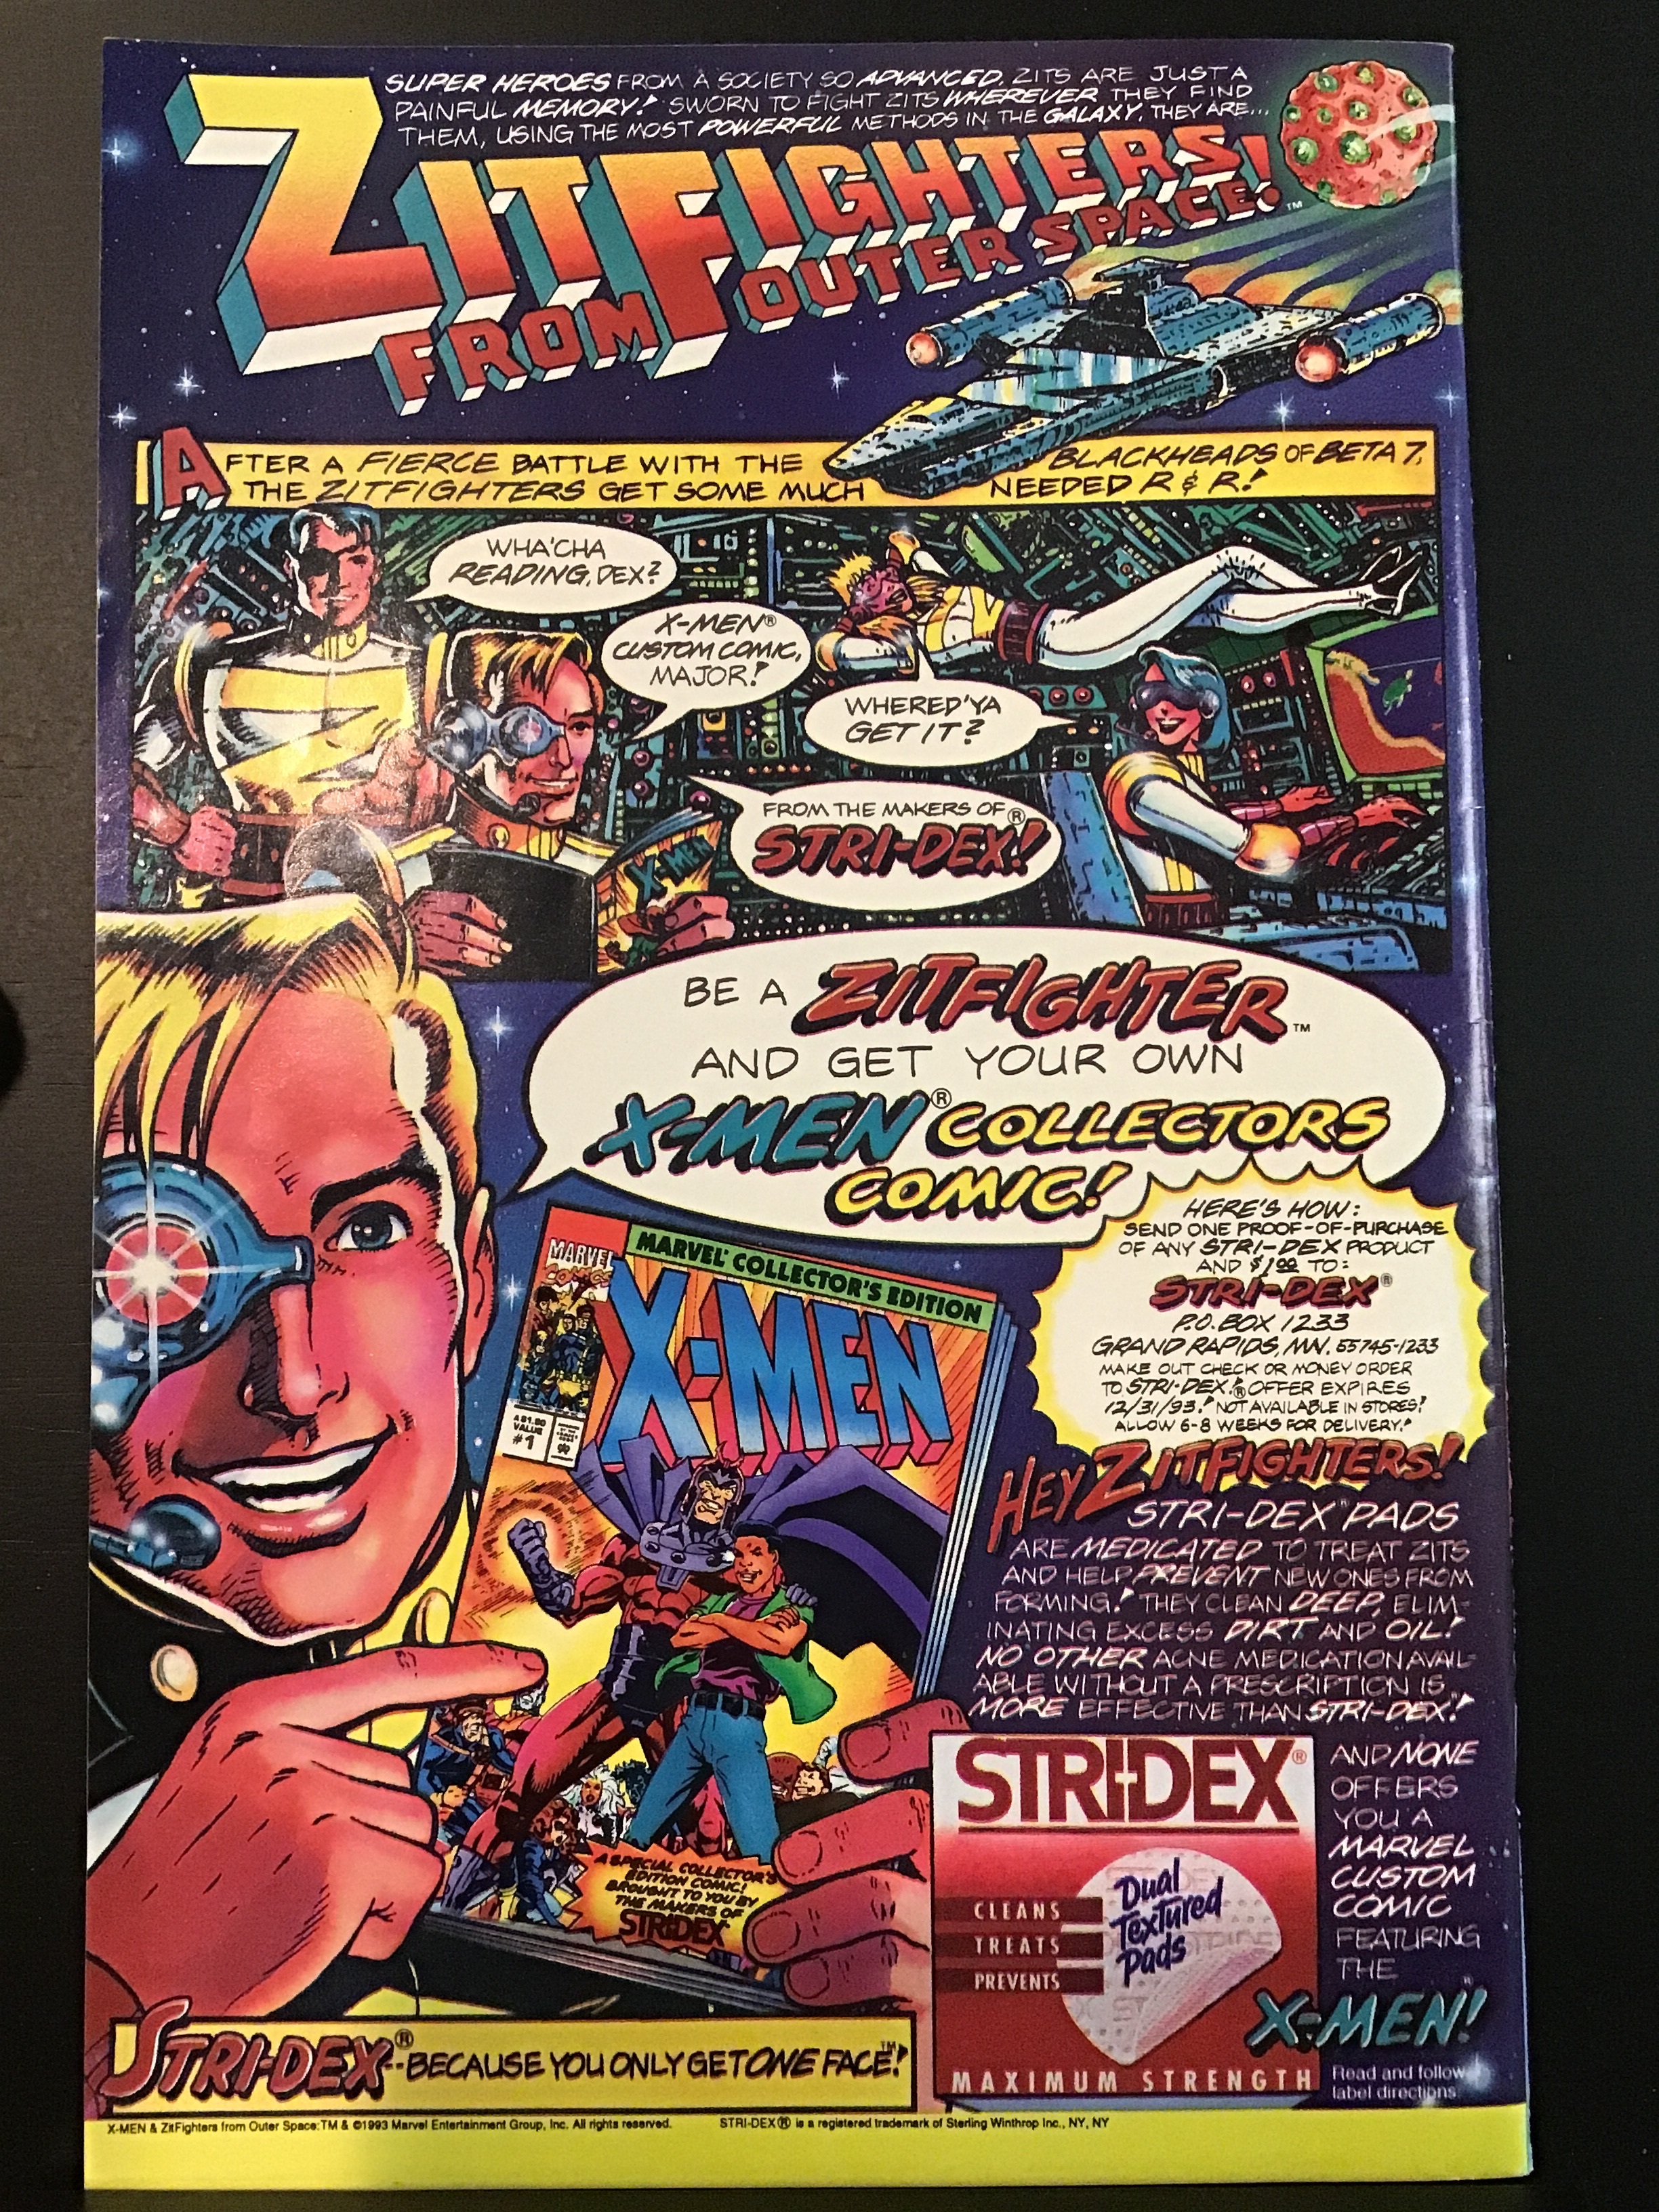 SUPER HEROES FROM A SOCIETY SO ADVANCED, ZITS ARE JUST A
PAINFUL MEMORY! SWORN TO FIGHT ZITS WHEREVER THEY FIND
THEM, USING THE MOST POWERFUL METHODS IN THE GALAXY, THEY ARE...
ZITFIGHTERS
FROM OUTER SPACE!™
AFTER A FIERCE BATTLE WITH THE BLACKHEADS OF BETA 7,
THE ZITFIGHTERS GET SOME MUCH NEEDED R & R!
WHA'CHA
READING, DEX?
X-MEN®
CUSTOM COMIC,
MAJOR!
WHERED'YA
GET IT?
FROM THE MAKERS OF
STRI-DEX!®
X-MEN
BE A ZITFIGHTER™
AND GET YOUR OWN
X-MEN® COLLECTORS
COMIC!
HERE'S HOW:
SEND ONE PROOF-OF-PURCHASE
OF ANY STRI-DEX PRODUCT
AND $1.00 TO:
STRI-DEX®
P.O. BOX 1233
GRAND RAPIDS, MN. 55745-1233
MAKE OUT CHECK OR MONEY ORDER
TO STRI-DEX!® OFFER EXPIRES
12/31/93! NOT AVAILABLE IN STORES!
ALLOW 6-8 WEEKS FOR DELIVERY!
MARVEL COMICS
MARVEL COLLECTOR'S EDITION
X-MEN
A $1.50
VALUE
#1
A SPECIAL COLLECTOR'S
EDITION COMIC!
BROUGHT TO YOU BY
THE MAKERS OF
STRIDEX
HEY ZITFIGHTERS!
STRI-DEX® PADS
ARE MEDICATED TO TREAT ZITS
AND HELP PREVENT NEW ONES FROM
FORMING! THEY CLEAN DEEP, ELIM-
INATING EXCESS DIRT AND OIL!
NO OTHER ACNE MEDICATION AVAIL-
ABLE WITHOUT A PRESCRIPTION IS
MORE EFFECTIVE THAN STRI-DEX!
AND NONE
OFFERS
YOU A
MARVEL
CUSTOM
COMIC
FEATURING
THE
X-MEN!
Read and follow
label directions.
STRI-DEX®
Dual
Textured
Pads
CLEANS
TREATS
PREVENTS
MAXIMUM STRENGTH
STRI-DEX®--BECAUSE YOU ONLY GET ONE FACE!™
X-MEN & ZitFighters from Outer Space: TM & ©1993 Marvel Entertainment Group, Inc. All rights reserved. STRI-DEX® is a registered trademark of Sterling Winthrop Inc., NY, NY